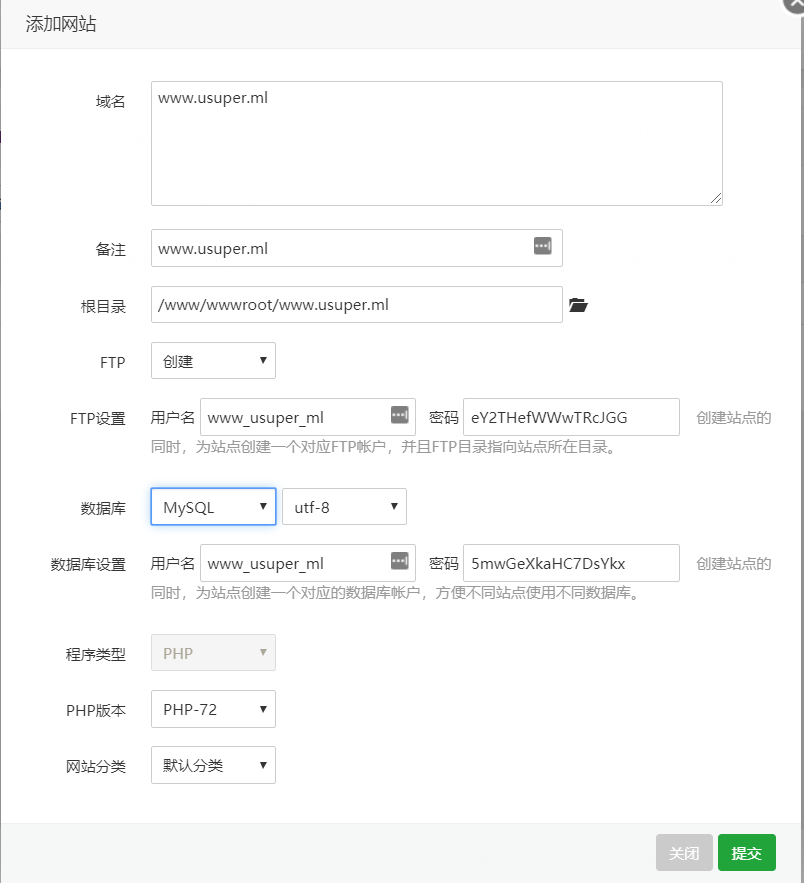 添加网站
域名
www.usuper.ml
备注
www.usuper.ml
根目录
/www/wwwroot/www.usuper.ml
FTP
创建
FTP设置
用户名
www_usuper_ml
密码
eY2THefWWwTRcJGG
创建站点的
同时，为站点创建一个对应FTP帐户，并且FTP目录指向站点所在目录。
数据库
MySQL
utf-8
数据库设置
用户名
www_usuper_ml
密码
5mwGeXkaHC7DsYkx
创建站点的
同时，为站点创建一个对应的数据库帐户，方便不同站点使用不同数据库。
程序类型
PHP
PHP版本
PHP-72
网站分类
默认分类
关闭
提交